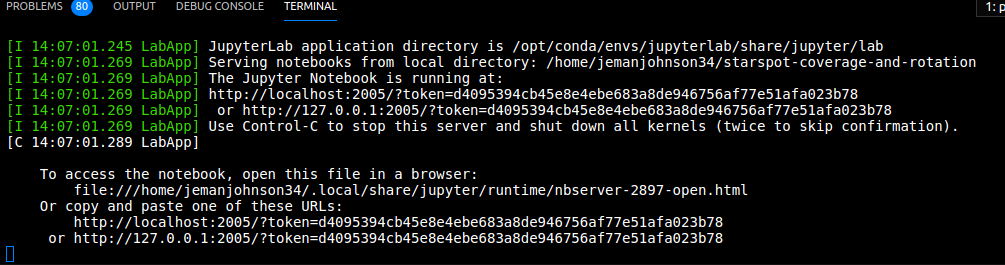 PROBLEMS 80 OUTPUT DEBUG CONSOLE TERMINAL 1: p
[I 14:07:01.245 LabApp] JupyterLab application directory is /opt/conda/envs/jupyterlab/share/jupyter/lab
[I 14:07:01.269 LabApp] Serving notebooks from local directory: /home/jemanjohnson34/starspot-coverage-and-rotation
[I 14:07:01.269 LabApp] The Jupyter Notebook is running at:
[I 14:07:01.269 LabApp] http://localhost:2005/?token=d4095394cb45e8e4ebe683a8de946756af77e51afa023b78
[I 14:07:01.269 LabApp]  or http://127.0.0.1:2005/?token=d4095394cb45e8e4ebe683a8de946756af77e51afa023b78
[I 14:07:01.269 LabApp] Use Control-C to stop this server and shut down all kernels (twice to skip confirmation).
[C 14:07:01.289 LabApp]
To access the notebook, open this file in a browser:
file:///home/jemanjohnson34/.local/share/jupyter/runtime/nbserver-2897-open.html
Or copy and paste one of these URLs:
http://localhost:2005/?token=d4095394cb45e8e4ebe683a8de946756af77e51afa023b78
or http://127.0.0.1:2005/?token=d4095394cb45e8e4ebe683a8de946756af77e51afa023b78